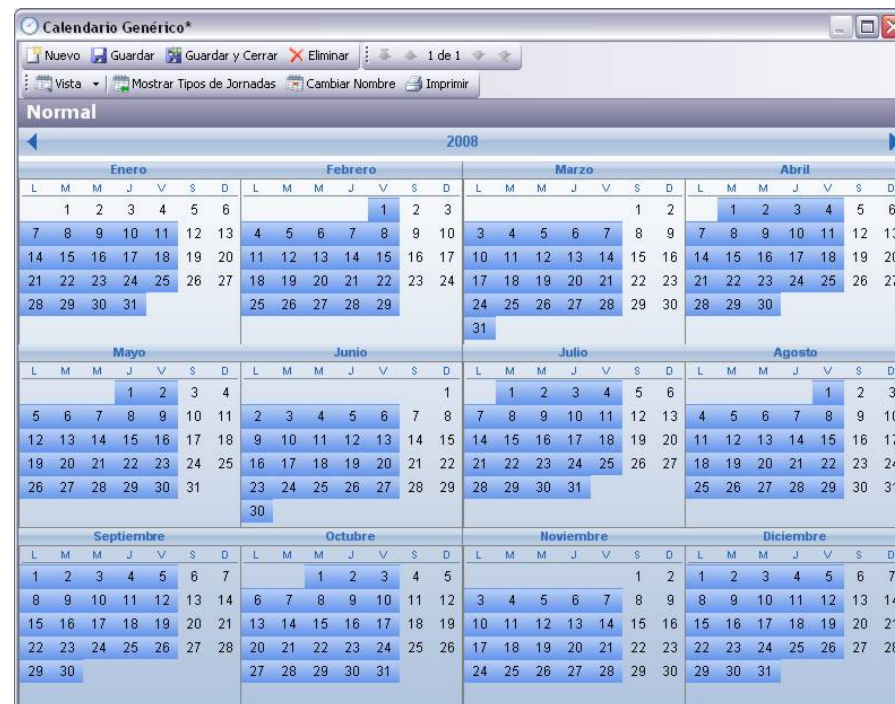 Calendario Genérico*
Nuevo Guardar Guardar y Cerrar Eliminar 1 de 1
Vista Mostrar Tipos de Jornadas Cambiar Nombre Imprimir
Normal
2008
Enero Febrero Marzo Abril
L M M J V S D L M M J V S D L M M J V S D L M M J V S D
1 2 3 4 5 6 1 2 3 1 2 1 2 3 4 5 6
7 8 9 10 11 12 13 4 5 6 7 8 9 10 3 4 5 6 7 8 9 7 8 9 10 11 12 13
14 15 16 17 18 19 20 11 12 13 14 15 16 17 10 11 12 13 14 15 16 14 15 16 17 18 19 20
21 22 23 24 25 26 27 18 19 20 21 22 23 24 17 18 19 20 21 22 23 21 22 23 24 25 26 27
28 29 30 31 25 26 27 28 29 24 25 26 27 28 29 30 28 29 30
31
Mayo Junio Julio Agosto
L M M J V S D L M M J V S D L M M J V S D L M M J V S D
1 2 3 4 1 1 2 3 4 5 6 1 2 3
5 6 7 8 9 10 11 2 3 4 5 6 7 8 7 8 9 10 11 12 13 4 5 6 7 8 9 10
12 13 14 15 16 17 18 9 10 11 12 13 14 15 14 15 16 17 18 19 20 11 12 13 14 15 16 17
19 20 21 22 23 24 25 16 17 18 19 20 21 22 21 22 23 24 25 26 27 18 19 20 21 22 23 24
26 27 28 29 30 31 23 24 25 26 27 28 29 28 29 30 31 25 26 27 28 29 30 31
30
Septiembre Octubre Noviembre Diciembre
L M M J V S D L M M J V S D L M M J V S D L M M J V S D
1 2 3 4 5 6 7 1 2 3 4 5 1 2 1 2 3 4 5 6 7
8 9 10 11 12 13 14 6 7 8 9 10 11 12 3 4 5 6 7 8 9 8 9 10 11 12 13 14
15 16 17 18 19 20 21 13 14 15 16 17 18 19 10 11 12 13 14 15 16 15 16 17 18 19 20 21
22 23 24 25 26 27 28 20 21 22 23 24 25 26 17 18 19 20 21 22 23 22 23 24 25 26 27 28
29 30 27 28 29 30 31 24 25 26 27 28 29 30 29 30 31